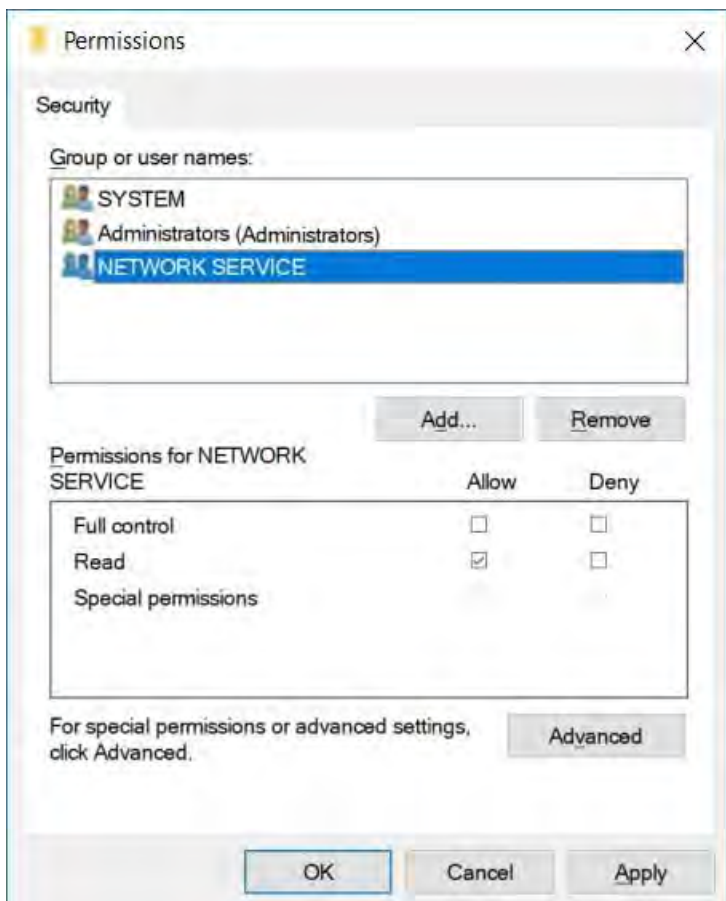 Permissions
Security
Group or user names:
SYSTEM
Administrators (Administrators)
NETWORK SERVICE
Add... Remove
Permissions for NETWORK
SERVICE Allow Deny
Full control
Read
Special permissions
For special permissions or advanced settings,
click Advanced.
Advanced
OK Cancel Apply